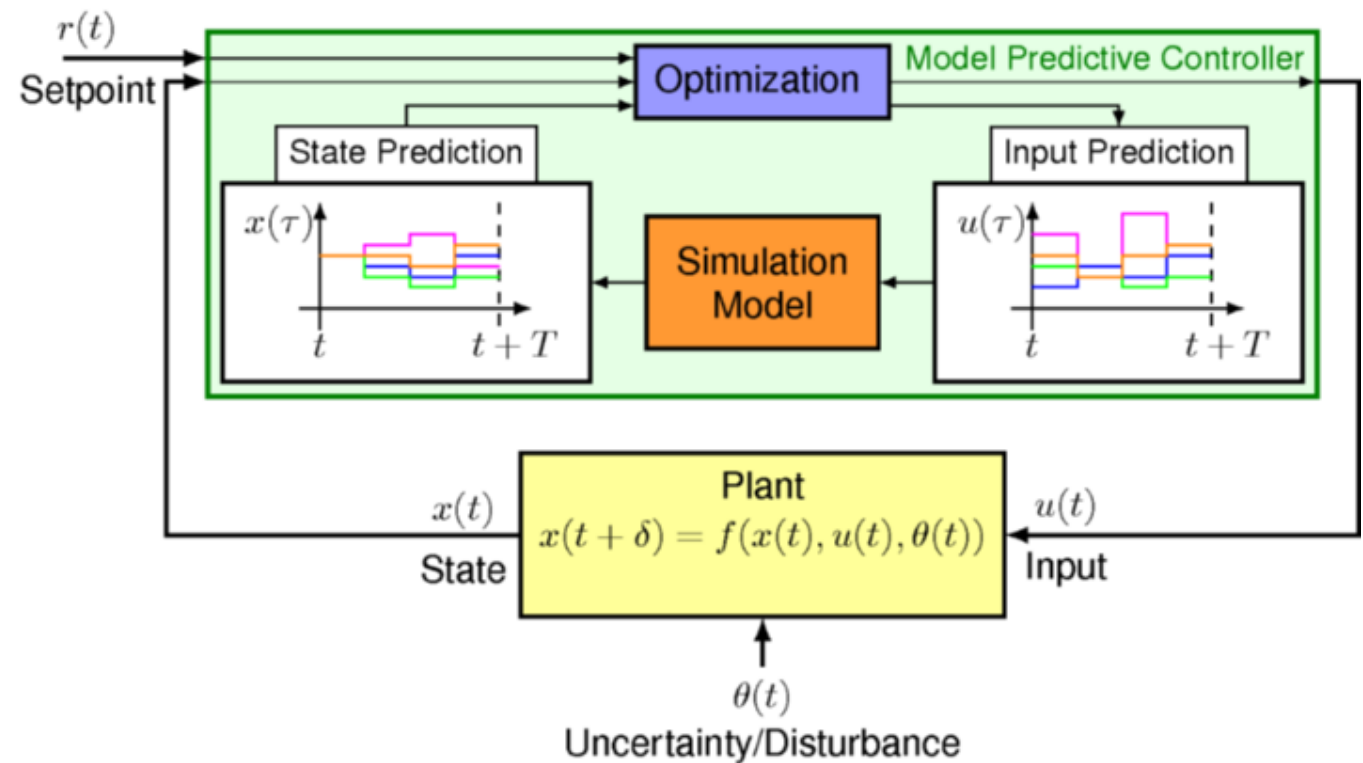 r(t)
Setpoint
Model Predictive Controller
Optimization
State Prediction
Input Prediction
x(τ)
t
t + T
Simulation
Model
u(τ)
t
t + T
Plant
x(t + δ) = f(x(t), u(t), θ(t))
x(t)
State
u(t)
Input
θ(t)
Uncertainty/Disturbance